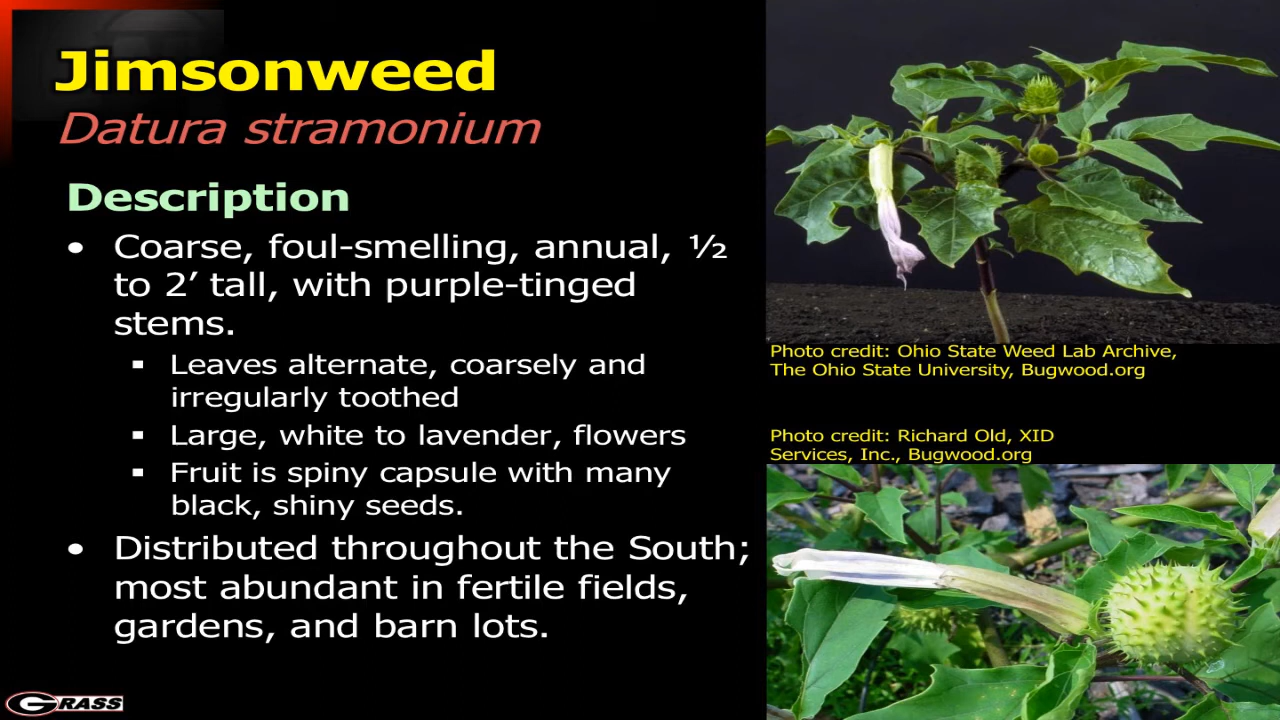 Jimsonweed
Datura stramonium
Description
• Coarse, foul-smelling, annual, ½
to 2’ tall, with purple-tinged
stems.
▪ Leaves alternate, coarsely and
irregularly toothed
▪ Large, white to lavender, flowers
▪ Fruit is spiny capsule with many
black, shiny seeds.
• Distributed throughout the South;
most abundant in fertile fields,
gardens, and barn lots.
Photo credit: Ohio State Weed Lab Archive,
The Ohio State University, Bugwood.org
Photo credit: Richard Old, XID
Services, Inc., Bugwood.org
GRASS